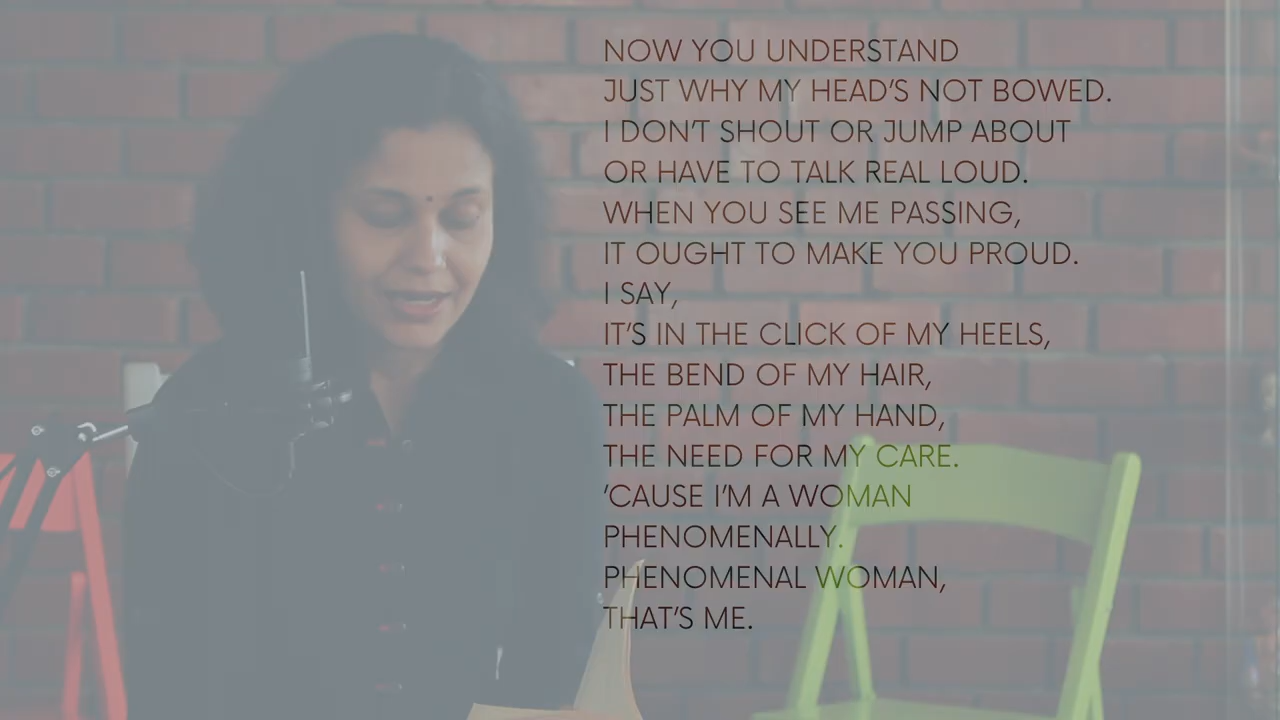 NOW YOU UNDERSTAND
JUST WHY MY HEAD'S NOT BOWED.
I DON'T SHOUT OR JUMP ABOUT
OR HAVE TO TALK REAL LOUD.
WHEN YOU SEE ME PASSING,
IT OUGHT TO MAKE YOU PROUD.
I SAY,
IT'S IN THE CLICK OF MY HEELS,
THE BEND OF MY HAIR,
THE PALM OF MY HAND,
THE NEED FOR MY CARE.
'CAUSE I'M A WOMAN
PHENOMENALLY.
PHENOMENAL WOMAN,
THAT'S ME.